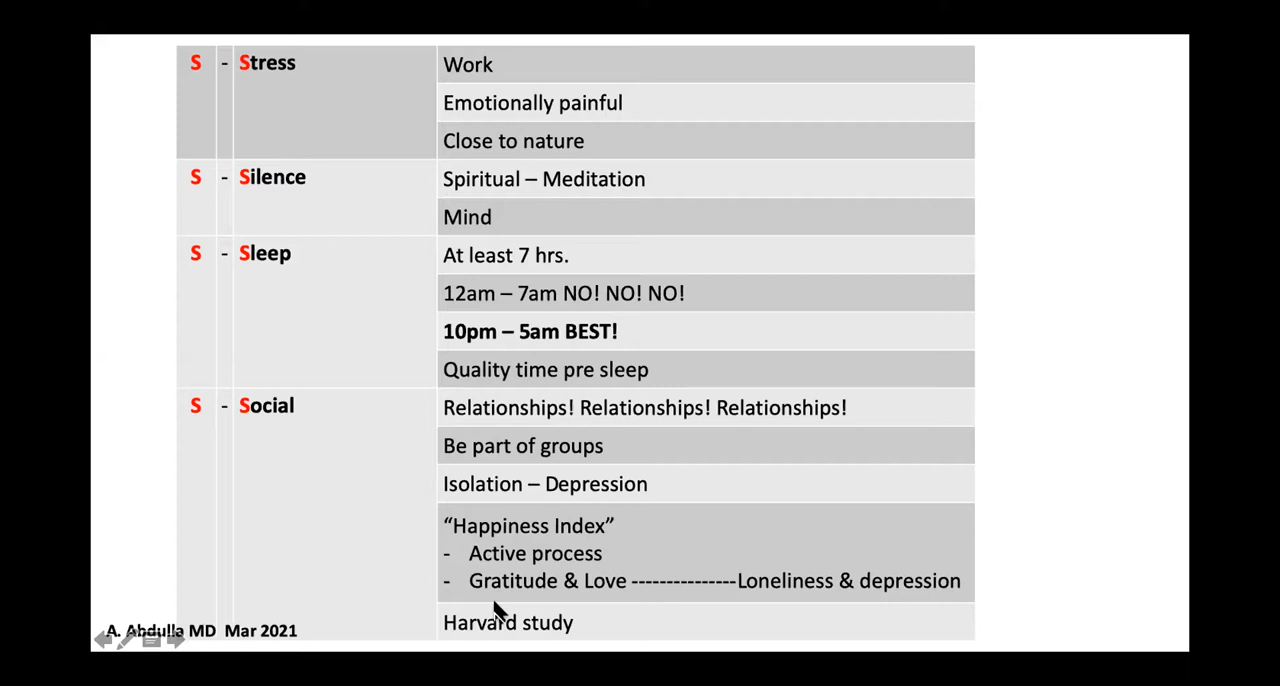 S - Stress Work
Emotionally painful
Close to nature
S - Silence Spiritual – Meditation
Mind
S - Sleep At least 7 hrs.
12am – 7am NO! NO! NO!
10pm – 5am BEST!
Quality time pre sleep
S - Social Relationships! Relationships! Relationships!
Be part of groups
Isolation – Depression
“Happiness Index”
- Active process
- Gratitude & Love ---------------Loneliness & depression
Harvard study
A. Abdulla MD Mar 2021